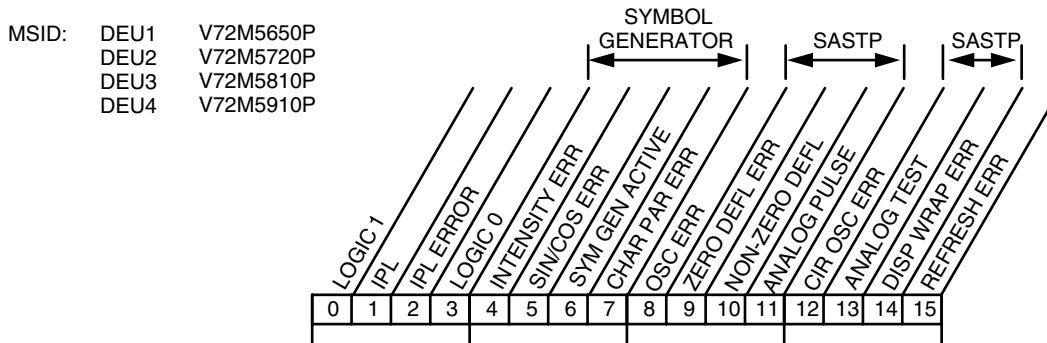 MSID: DEU1 V72M5650P
DEU2 V72M5720P
DEU3 V72M5810P
DEU4 V72M5910P
SYMBOL
GENERATOR
SASTP
SASTP
LOGIC 1
IPL
IPL ERROR
LOGIC 0
INTENSITY ERR
SIN/COS ERR
SYM GEN ACTIVE
CHAR PAR ERR
OSC ERR
ZERO DEFL ERR
NON-ZERO DEFL
ANALOG PULSE
CIR OSC ERR
ANALOG TEST
DISP WRAP ERR
REFRESH ERR
0 1 2 3 4 5 6 7 8 9 10 11 12 13 14 15